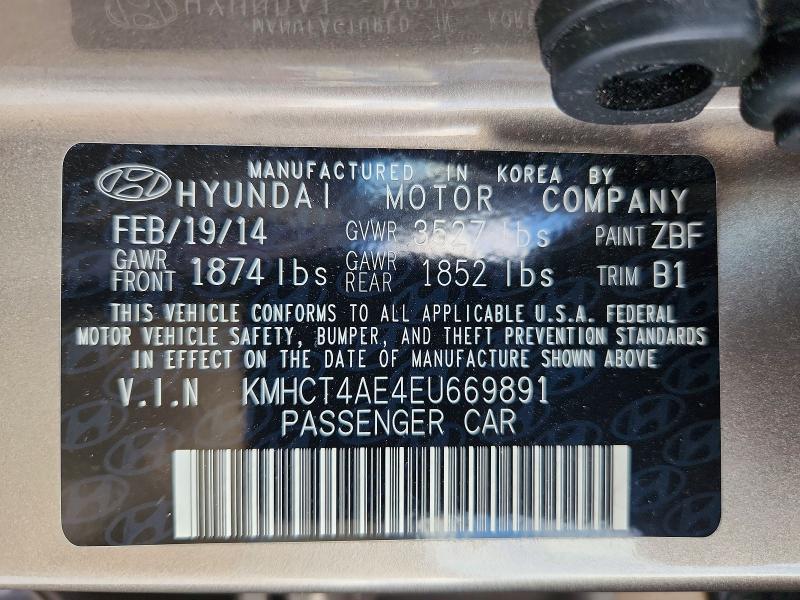 MANUFACTURED IN KOREA BY
HYUNDAI MOTOR COMPANY
FEB/19/14 GVWR 3527 lbs PAINT ZBF
GAWR FRONT 1874 lbs GAWR REAR 1852 lbs TRIM B1
THIS VEHICLE CONFORMS TO ALL APPLICABLE U.S.A. FEDERAL
MOTOR VEHICLE SAFETY, BUMPER, AND THEFT PREVENTION STANDARDS
IN EFFECT ON THE DATE OF MANUFACTURE SHOWN ABOVE
V.I.N KMHCT4AE4EU669891
PASSENGER CAR